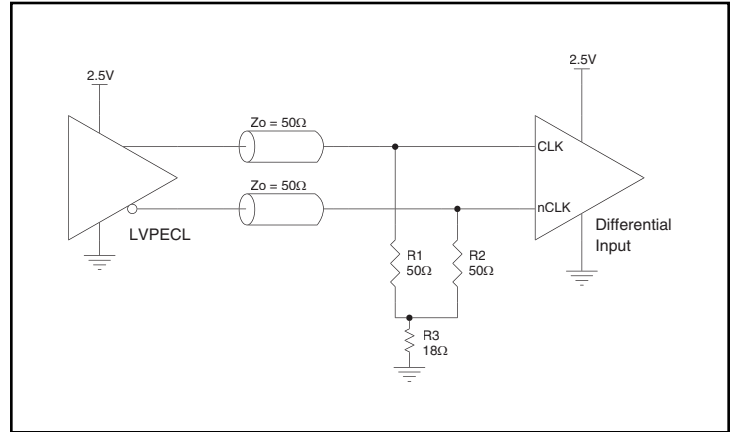 2.5V
2.5V
Zo = 50Ω
CLK
Zo = 50Ω
nCLK
LVPECL
Differential
Input
R1
50Ω
R2
50Ω
R3
18Ω